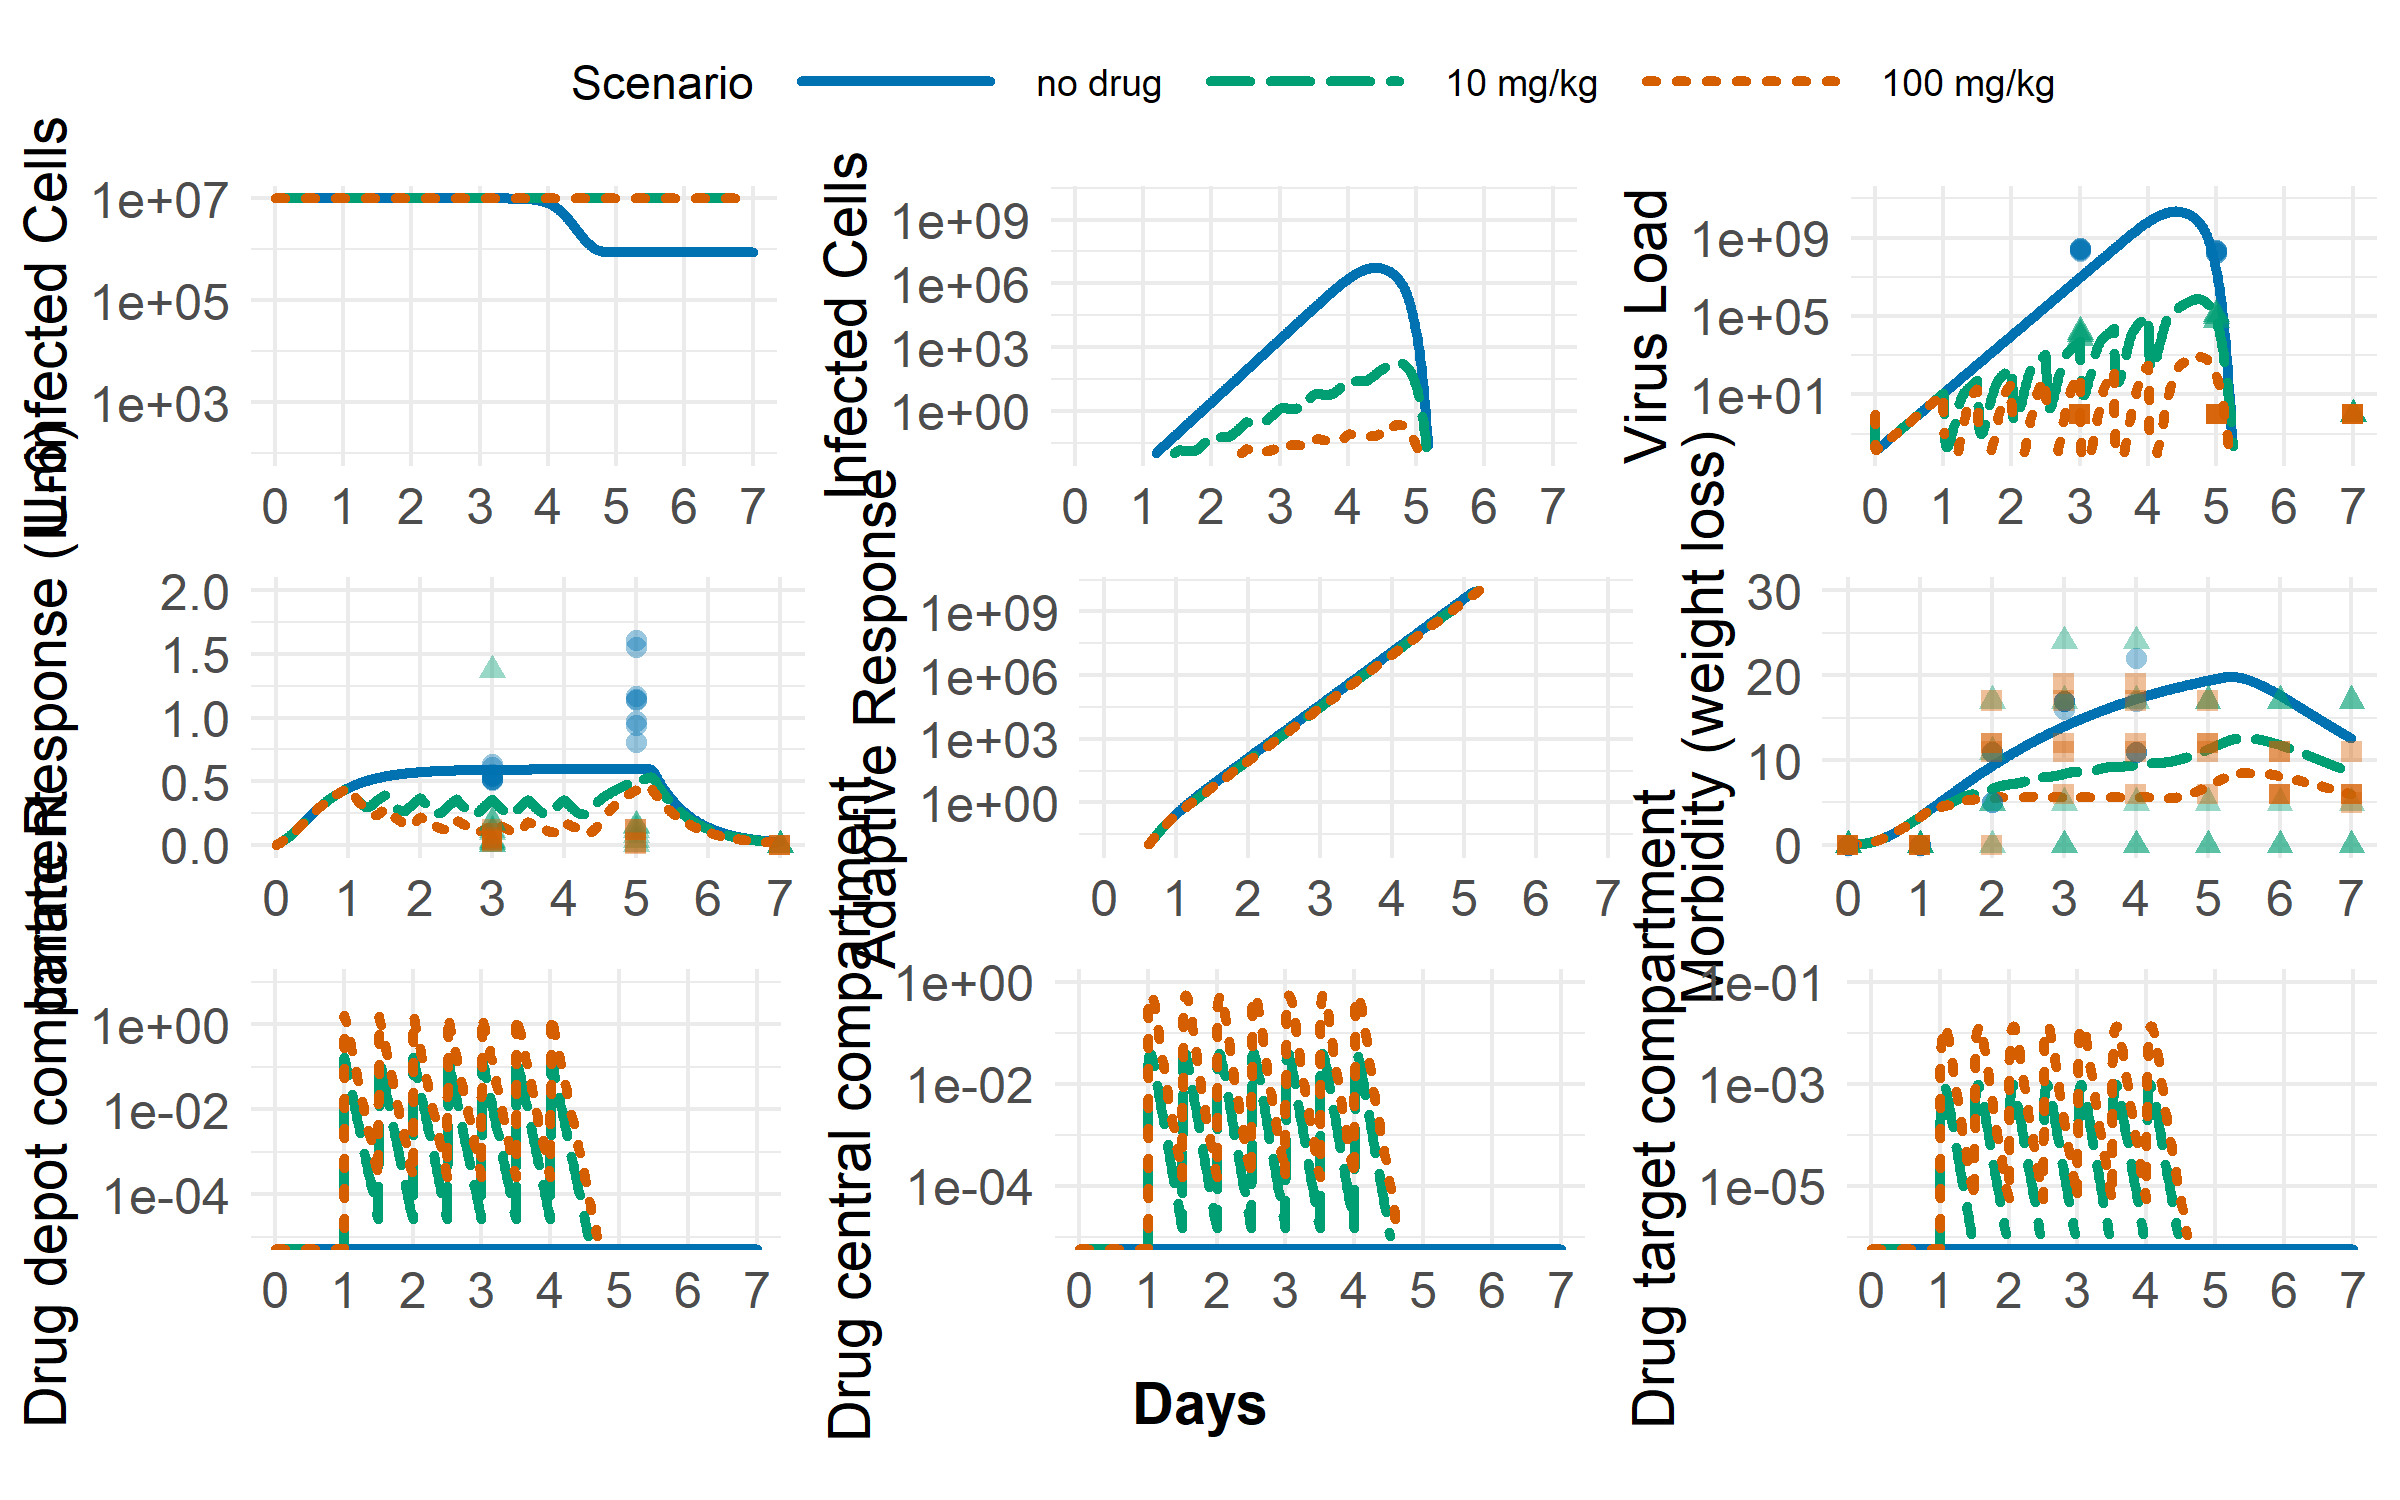 Scenario no drug 10 mg/kg 100 mg/kg
Uninfected Cells
1e+07
1e+05
1e+03
0 1 2 3 4 5 6 7
Infected Cells
1e+09
1e+06
1e+03
1e+00
0 1 2 3 4 5 6 7
Virus Load
1e+09
1e+05
1e+01
0 1 2 3 4 5 6 7
Innate Response (IL-6)
2.0
1.5
1.0
0.5
0.0
0 1 2 3 4 5 6 7
Adaptive Response
1e+09
1e+06
1e+03
1e+00
0 1 2 3 4 5 6 7
Morbidity (weight loss)
30
20
10
0
0 1 2 3 4 5 6 7
Drug depot compartment
1e+00
1e-02
1e-04
0 1 2 3 4 5 6 7
Drug central compartment
1e+00
1e-02
1e-04
0 1 2 3 4 5 6 7
Drug target compartment
1e-01
1e-03
1e-05
0 1 2 3 4 5 6 7
Days